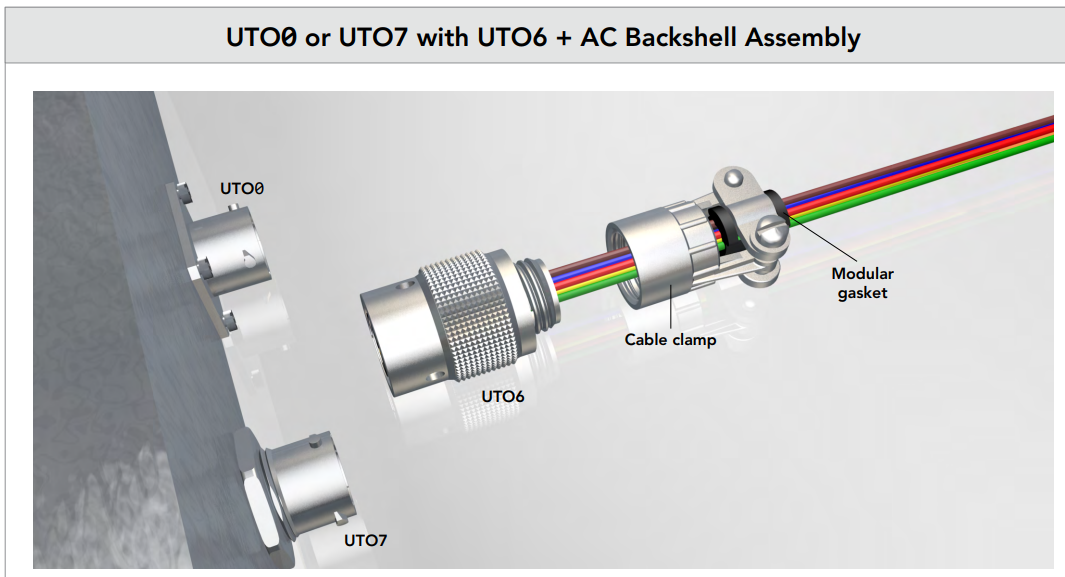 UTO0 or UTO7 with UTO6 + AC Backshell Assembly
UTO0
Modular
gasket
Cable clamp
UTO6
UTO7